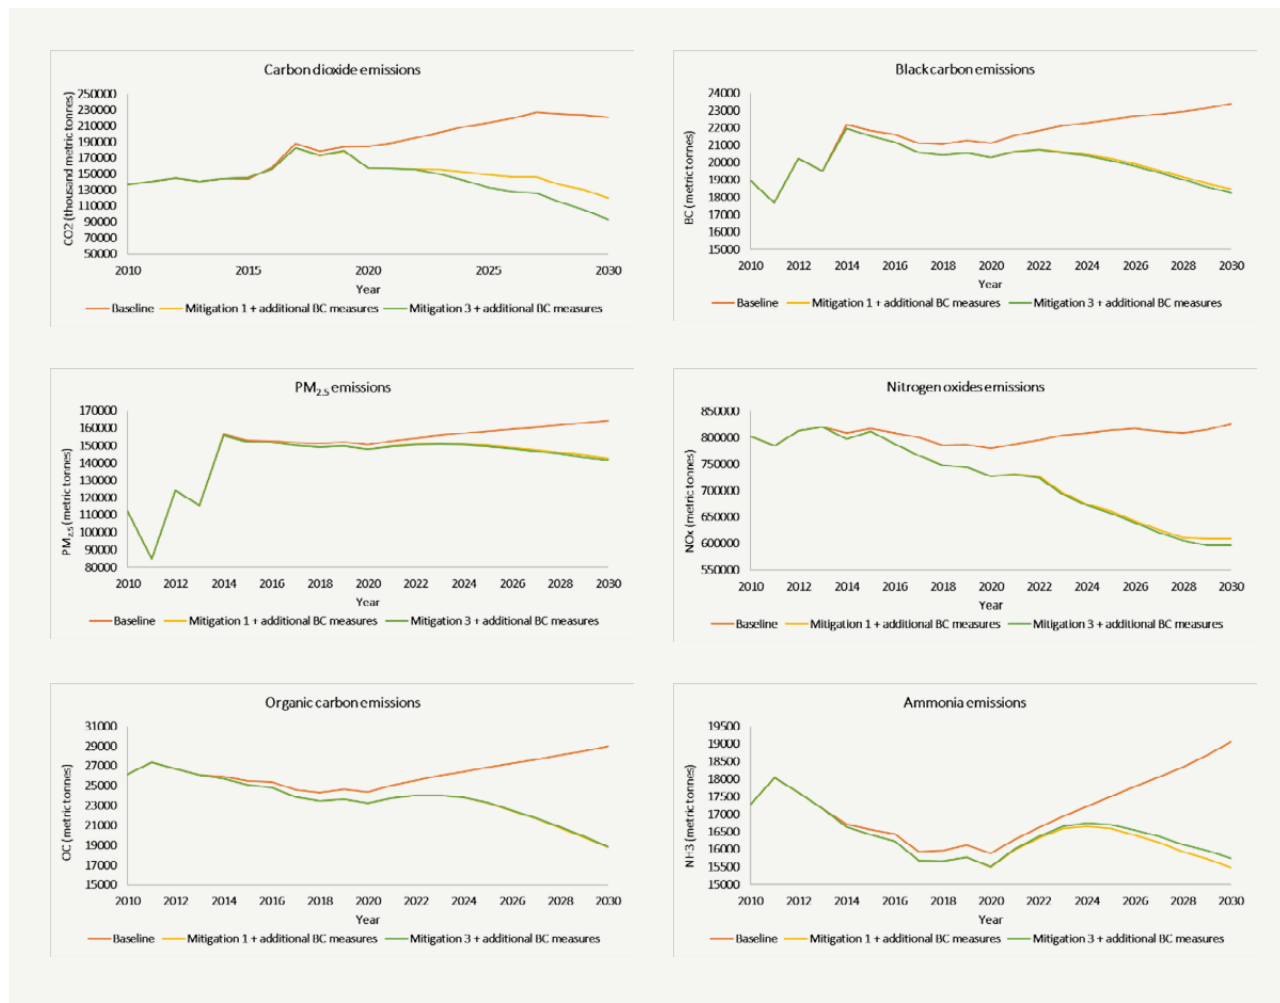 Carbon dioxide emissions
CO2 (thousand metric tonnes)
250000
230000
210000
190000
170000
150000
130000
110000
90000
70000
50000
2010 2015 2020 2025 2030
Year
Baseline Mitigation 1 + additional BC measures Mitigation 3 + additional BC measures
Black carbon emissions
BC (metric tonnes)
24000
23000
22000
21000
20000
19000
18000
17000
16000
15000
2010 2012 2014 2016 2018 2020 2022 2024 2026 2028 2030
Year
Baseline Mitigation 1 + additional BC measures Mitigation 3 + additional BC measures
PM2.5 emissions
PM2.5 (metric tonnes)
170000
160000
150000
140000
130000
120000
110000
100000
90000
80000
2010 2012 2014 2016 2018 2020 2022 2024 2026 2028 2030
Year
Baseline Mitigation 1 + additional BC measures Mitigation 3 + additional BC measures
Nitrogen oxides emissions
NOx (metric tonnes)
850000
800000
750000
700000
650000
600000
550000
2010 2012 2014 2016 2018 2020 2022 2024 2026 2028 2030
Year
Baseline Mitigation 1 + additional BC measures Mitigation 3 + additional BC measures
Organic carbon emissions
OC (metric tonnes)
31000
29000
27000
25000
23000
21000
19000
17000
15000
2010 2012 2014 2016 2018 2020 2022 2024 2026 2028 2030
Year
Baseline Mitigation 1 + additional BC measures Mitigation 3 + additional BC measures
Ammonia emissions
NH3 (metric tonnes)
19500
19000
18500
18000
17500
17000
16500
16000
15500
15000
2010 2012 2014 2016 2018 2020 2022 2024 2026 2028 2030
Year
Baseline Mitigation 1 + additional BC measures Mitigation 3 + additional BC measures